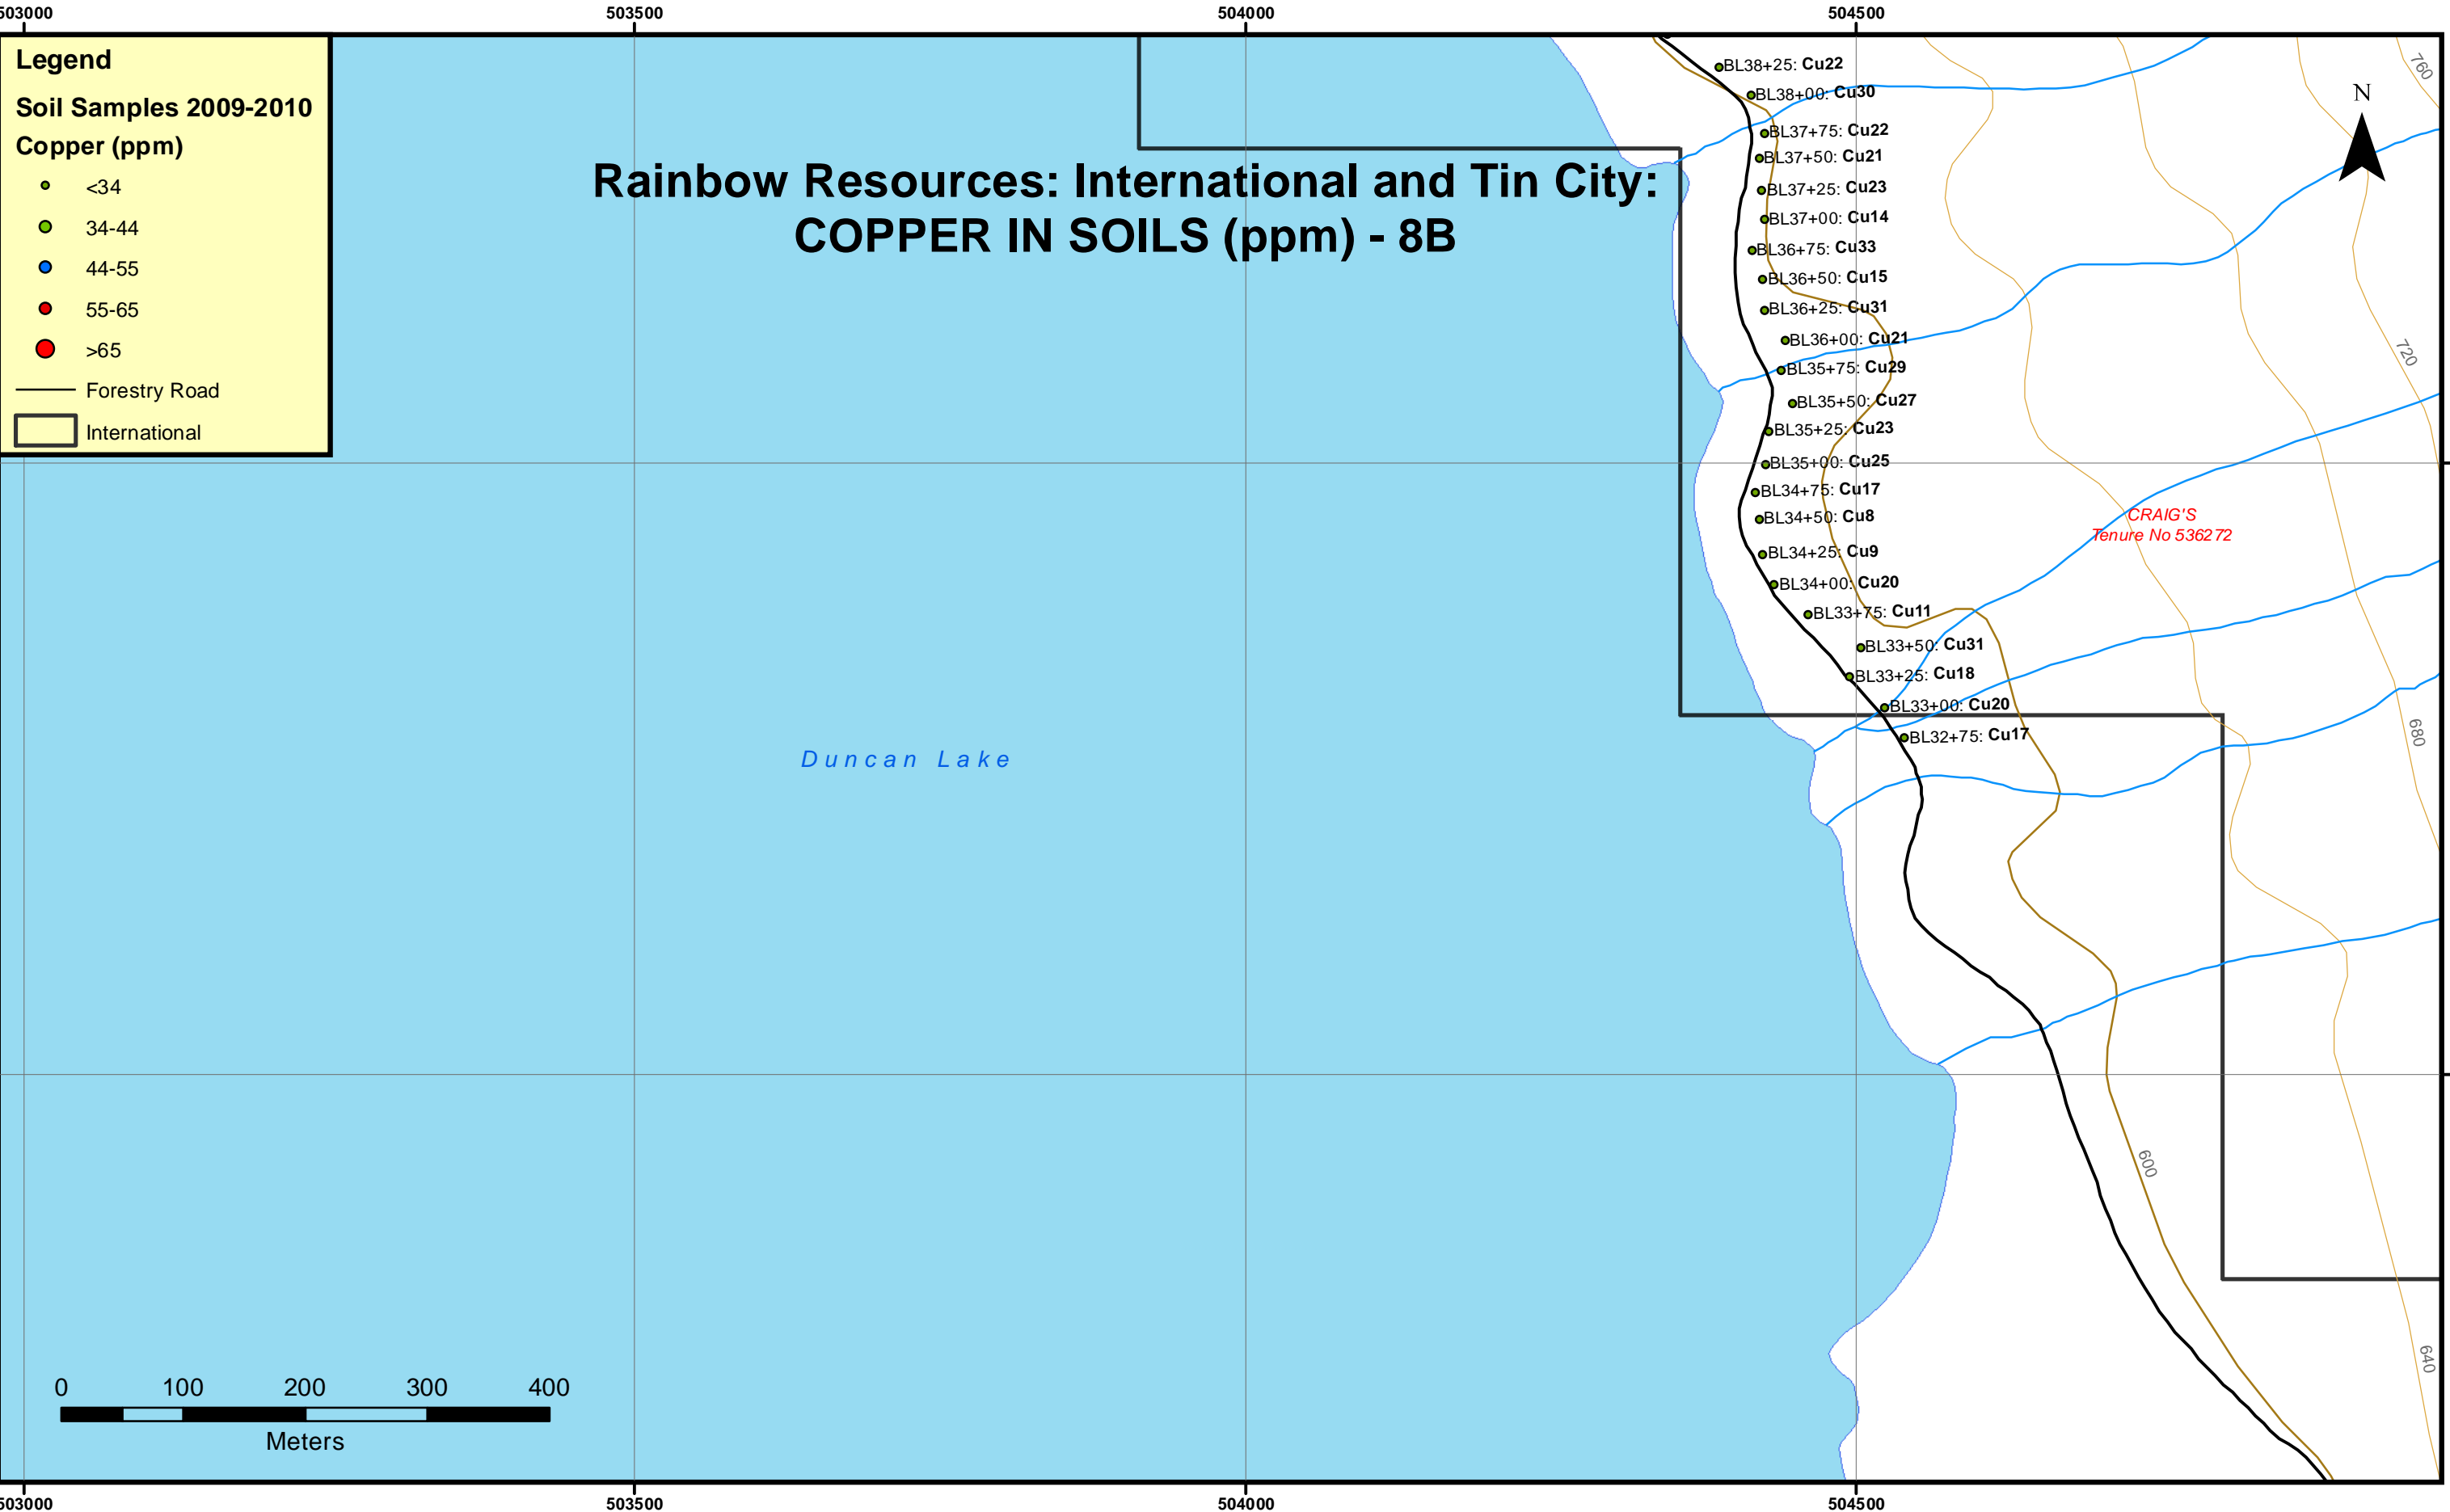 503000 503500 504000 504500
Legend
Soil Samples 2009-2010
Copper (ppm)
<34
34-44
44-55
55-65
>65
Forestry Road
International
Rainbow Resources: International and Tin City:
COPPER IN SOILS (ppm) - 8B
N
760
720
680
640
600
BL38+25: Cu22
BL38+00: Cu30
BL37+75: Cu22
BL37+50: Cu21
BL37+25: Cu23
BL37+00: Cu14
BL36+75: Cu33
BL36+50: Cu15
BL36+25: Cu31
BL36+00: Cu21
BL35+75: Cu29
BL35+50: Cu27
BL35+25: Cu23
BL35+00: Cu25
BL34+75: Cu17
BL34+50: Cu8
BL34+25: Cu9
BL34+00: Cu20
BL33+75: Cu11
BL33+50: Cu31
BL33+25: Cu18
BL33+00: Cu20
BL32+75: Cu17
CRAIG'S
Tenure No 536272
Duncan Lake
0 100 200 300 400
Meters
503000 503500 504000 504500